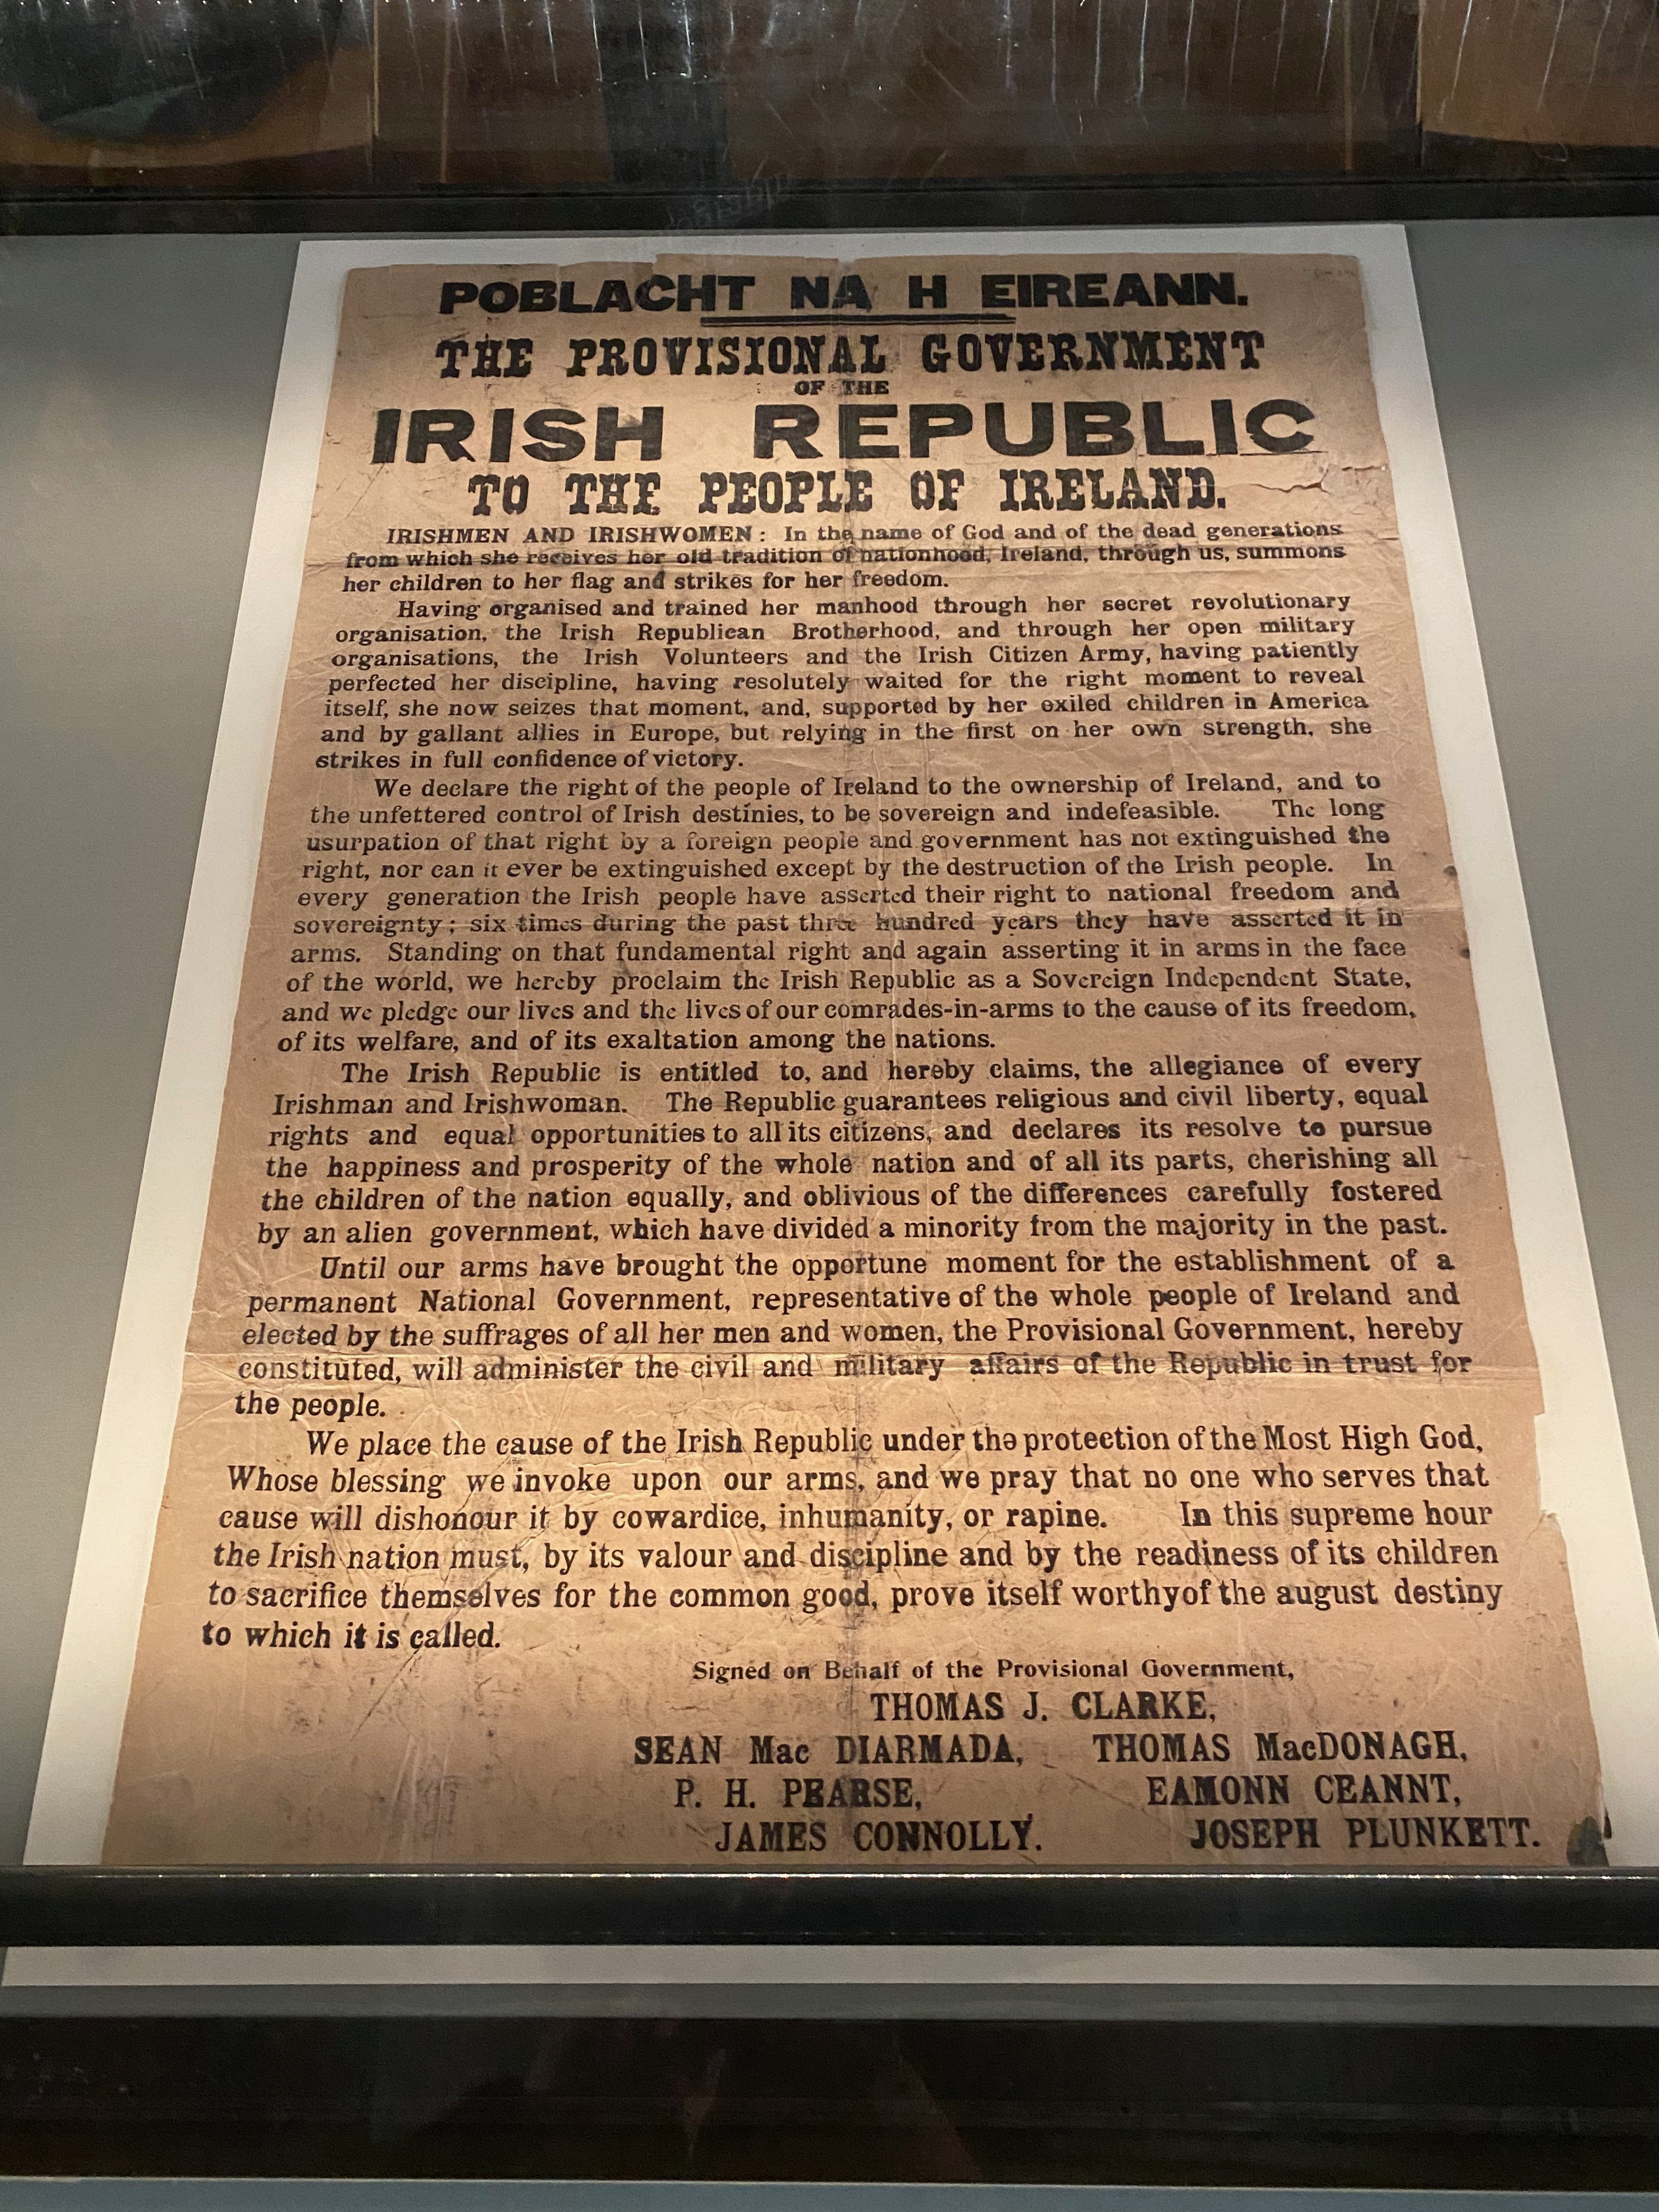 POBLACHT NA H EIREANN.
THE PROVISIONAL GOVERNMENT
OF THE
IRISH REPUBLIC
TO THE PEOPLE OF IRELAND.
IRISHMEN AND IRISHWOMEN: In the name of God and of the dead generations
from which she receives her old tradition of nationhood, Ireland, through us, summons
her children to her flag and strikes for her freedom.
Having organised and trained her manhood through her secret revolutionary
organisation, the Irish Republican Brotherhood, and through her open military
organisations, the Irish Volunteers and the Irish Citizen Army, having patiently
perfected her discipline, having resolutely waited for the right moment to reveal
itself, she now seizes that moment, and, supported by her exiled children in America
and by gallant allies in Europe, but relying in the first on her own strength, she
strikes in full confidence of victory.
We declare the right of the people of Ireland to the ownership of Ireland, and to
the unfettered control of Irish destinies, to be sovereign and indefeasible. The long
usurpation of that right by a foreign people and government has not extinguished the
right, nor can it ever be extinguished except by the destruction of the Irish people. In
every generation the Irish people have asserted their right to national freedom and
sovereignty; six times during the past three hundred years they have asserted it in
arms. Standing on that fundamental right and again asserting it in arms in the face
of the world, we hereby proclaim the Irish Republic as a Sovereign Independent State,
and we pledge our lives and the lives of our comrades-in-arms to the cause of its freedom,
of its welfare, and of its exaltation among the nations.
The Irish Republic is entitled to, and hereby claims, the allegiance of every
Irishman and Irishwoman. The Republic guarantees religious and civil liberty, equal
rights and equal opportunities to all its citizens, and declares its resolve to pursue
the happiness and prosperity of the whole nation and of all its parts, cherishing all
the children of the nation equally, and oblivious of the differences carefully fostered
by an alien government, which have divided a minority from the majority in the past.
Until our arms have brought the opportune moment for the establishment of a
permanent National Government, representative of the whole people of Ireland and
elected by the suffrages of all her men and women, the Provisional Government, hereby
constituted, will administer the civil and military affairs of the Republic in trust for
the people.
We place the cause of the Irish Republic under the protection of the Most High God,
Whose blessing we invoke upon our arms, and we pray that no one who serves that
cause will dishonour it by cowardice, inhumanity, or rapine. In this supreme hour
the Irish nation must, by its valour and discipline and by the readiness of its children
to sacrifice themselves for the common good, prove itself worthy of the august destiny
to which it is called.
Signed on Behalf of the Provisional Government,
THOMAS J. CLARKE,
SEAN Mac DIARMADA, THOMAS MacDONAGH,
P. H. PEARSE, EAMONN CEANNT,
JAMES CONNOLLY. JOSEPH PLUNKETT.